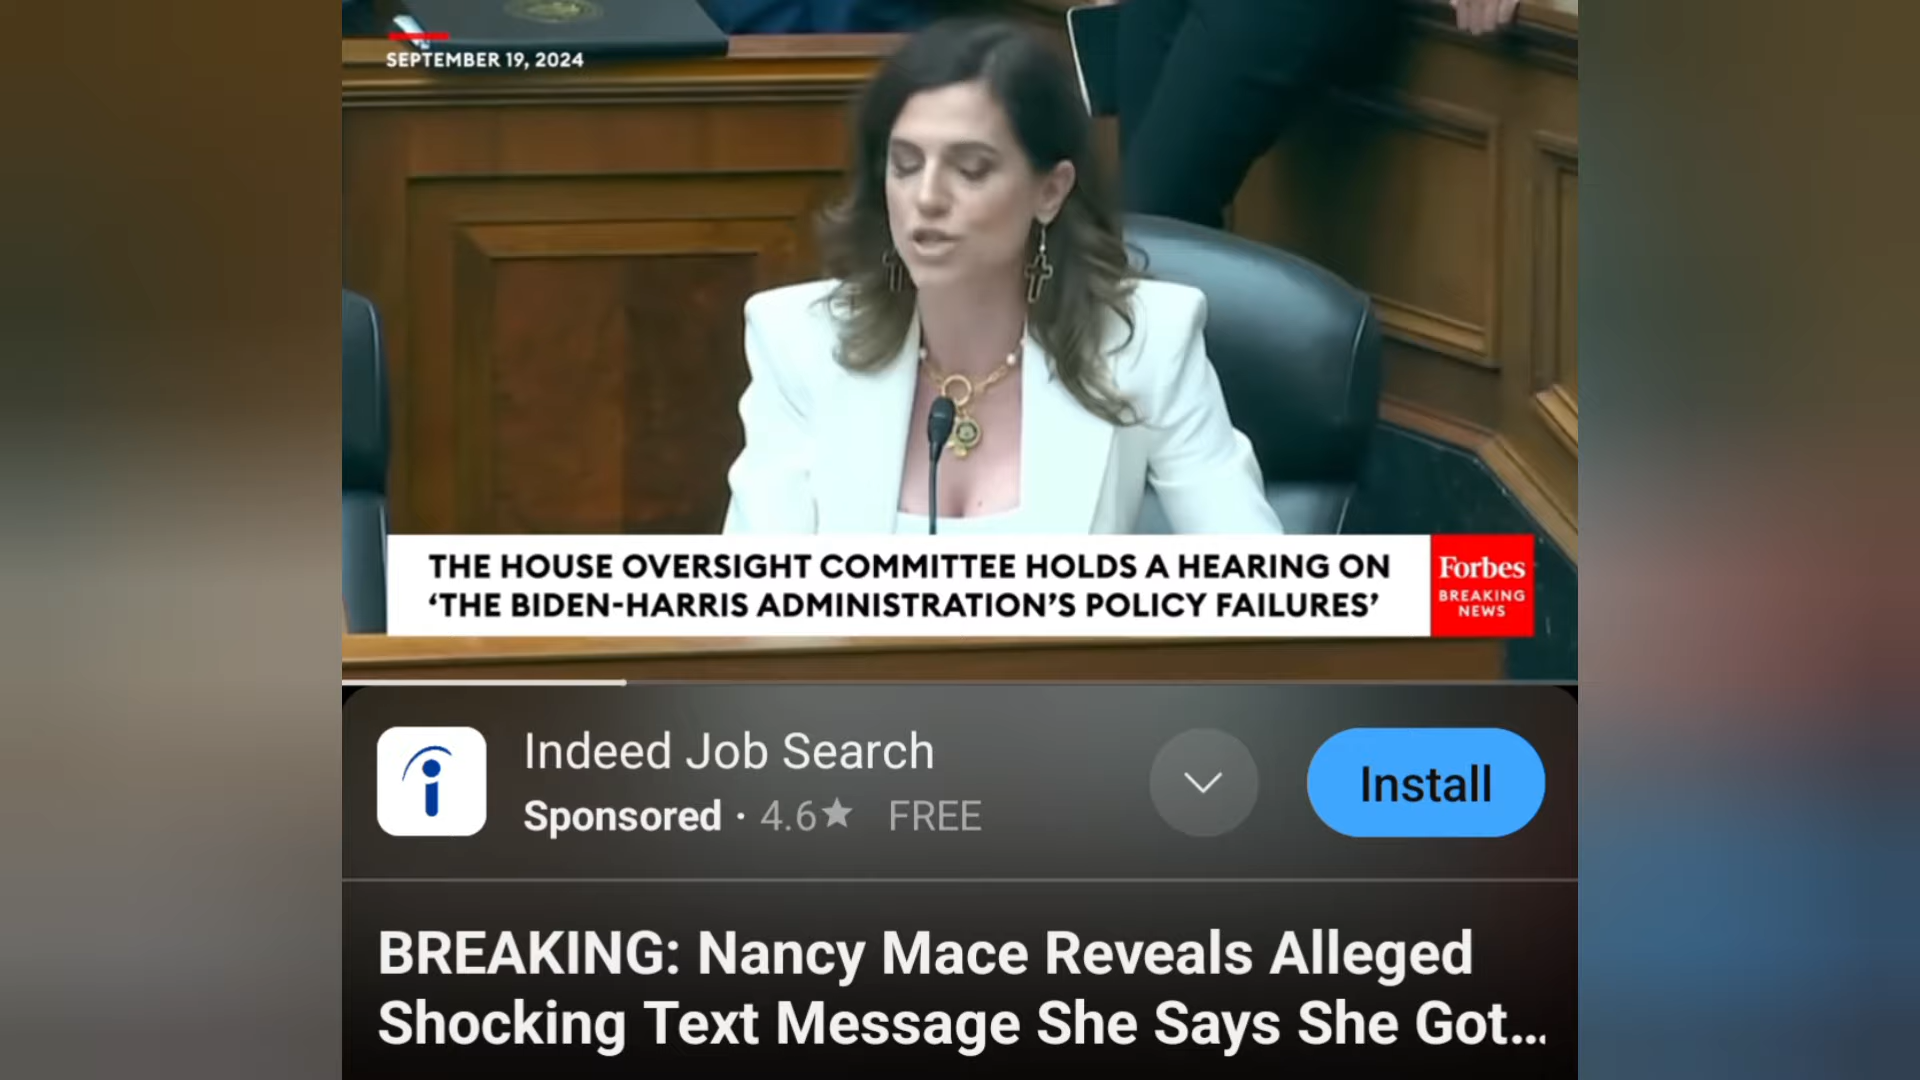 SEPTEMBER 19, 2024
THE HOUSE OVERSIGHT COMMITTEE HOLDS A HEARING ON
‘THE BIDEN-HARRIS ADMINISTRATION’S POLICY FAILURES’
Forbes
BREAKING
NEWS
Indeed Job Search
Sponsored · 4.6★ FREE
Install
BREAKING: Nancy Mace Reveals Alleged
Shocking Text Message She Says She Got...